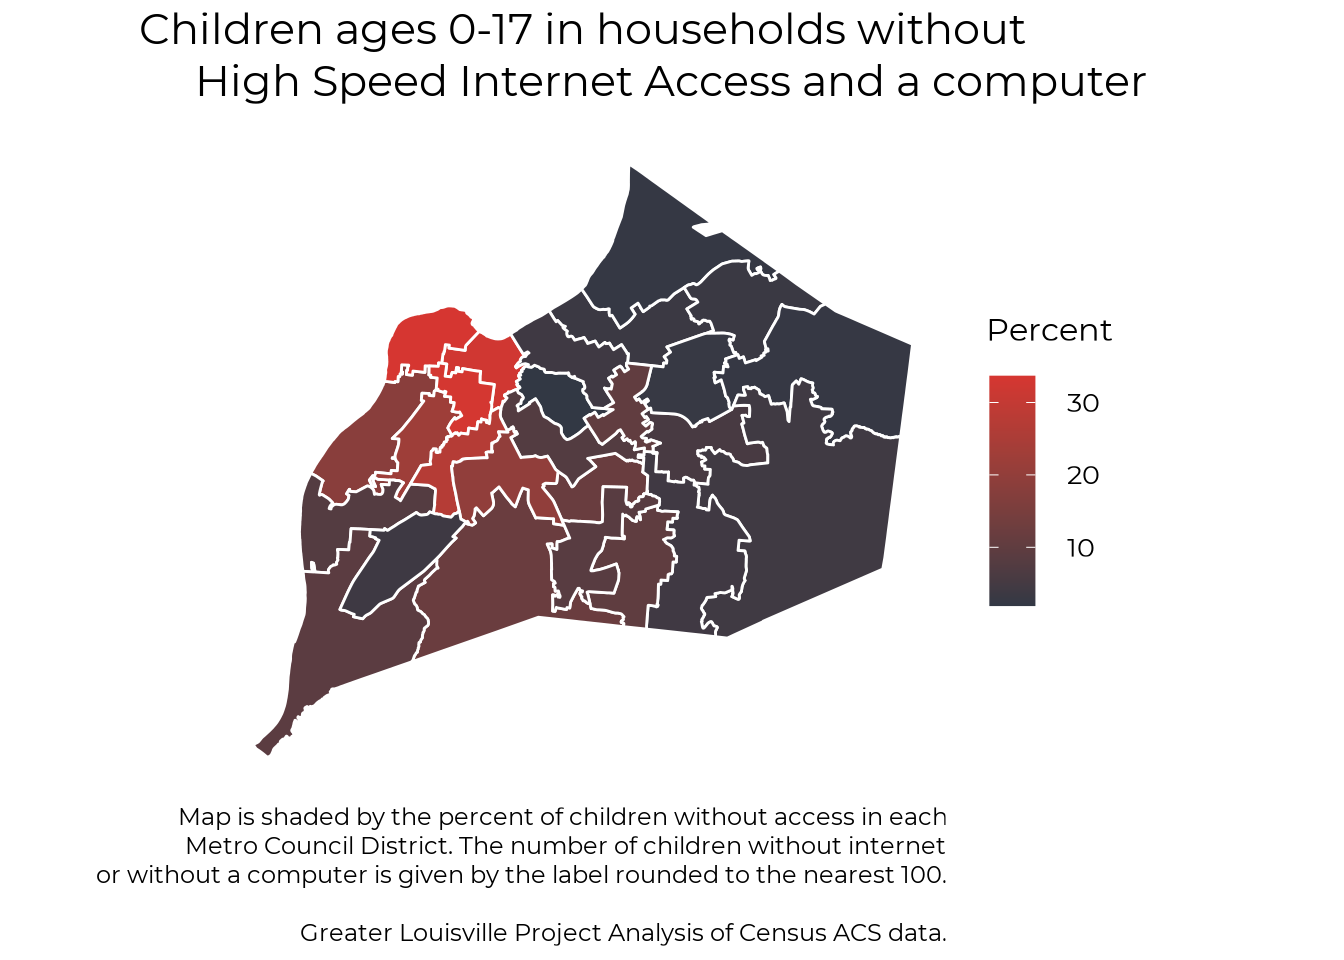 Children ages 0-17 in households without
High Speed Internet Access and a computer
Percent
30
20
10
Map is shaded by the percent of children without access in each
Metro Council District. The number of children without internet
or without a computer is given by the label rounded to the nearest 100.
Greater Louisville Project Analysis of Census ACS data.